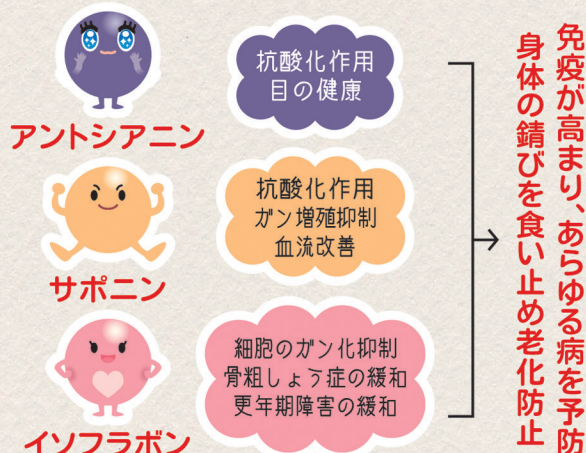 アントシアニン
抗酸化作用
目の健康
サポニン
抗酸化作用
ガン増殖抑制
血流改善
イソフラボン
細胞のガン化抑制
骨粗しょう症の緩和
更年期障害の緩和
免疫が高まり、あらゆる病を予防
身体の錆びを食い止め老化防止